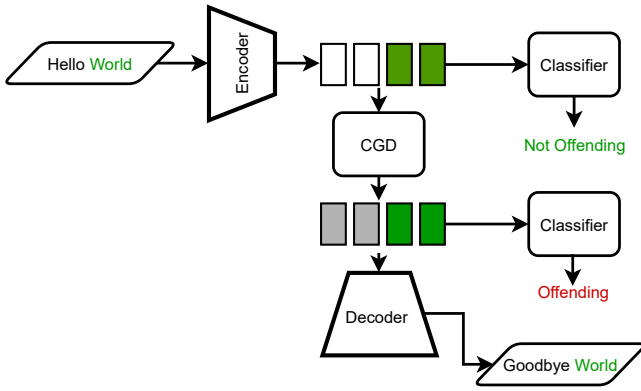 Hello World
Encoder
Classifier
Not Offending
CGD
Classifier
Offending
Decoder
Goodbye World